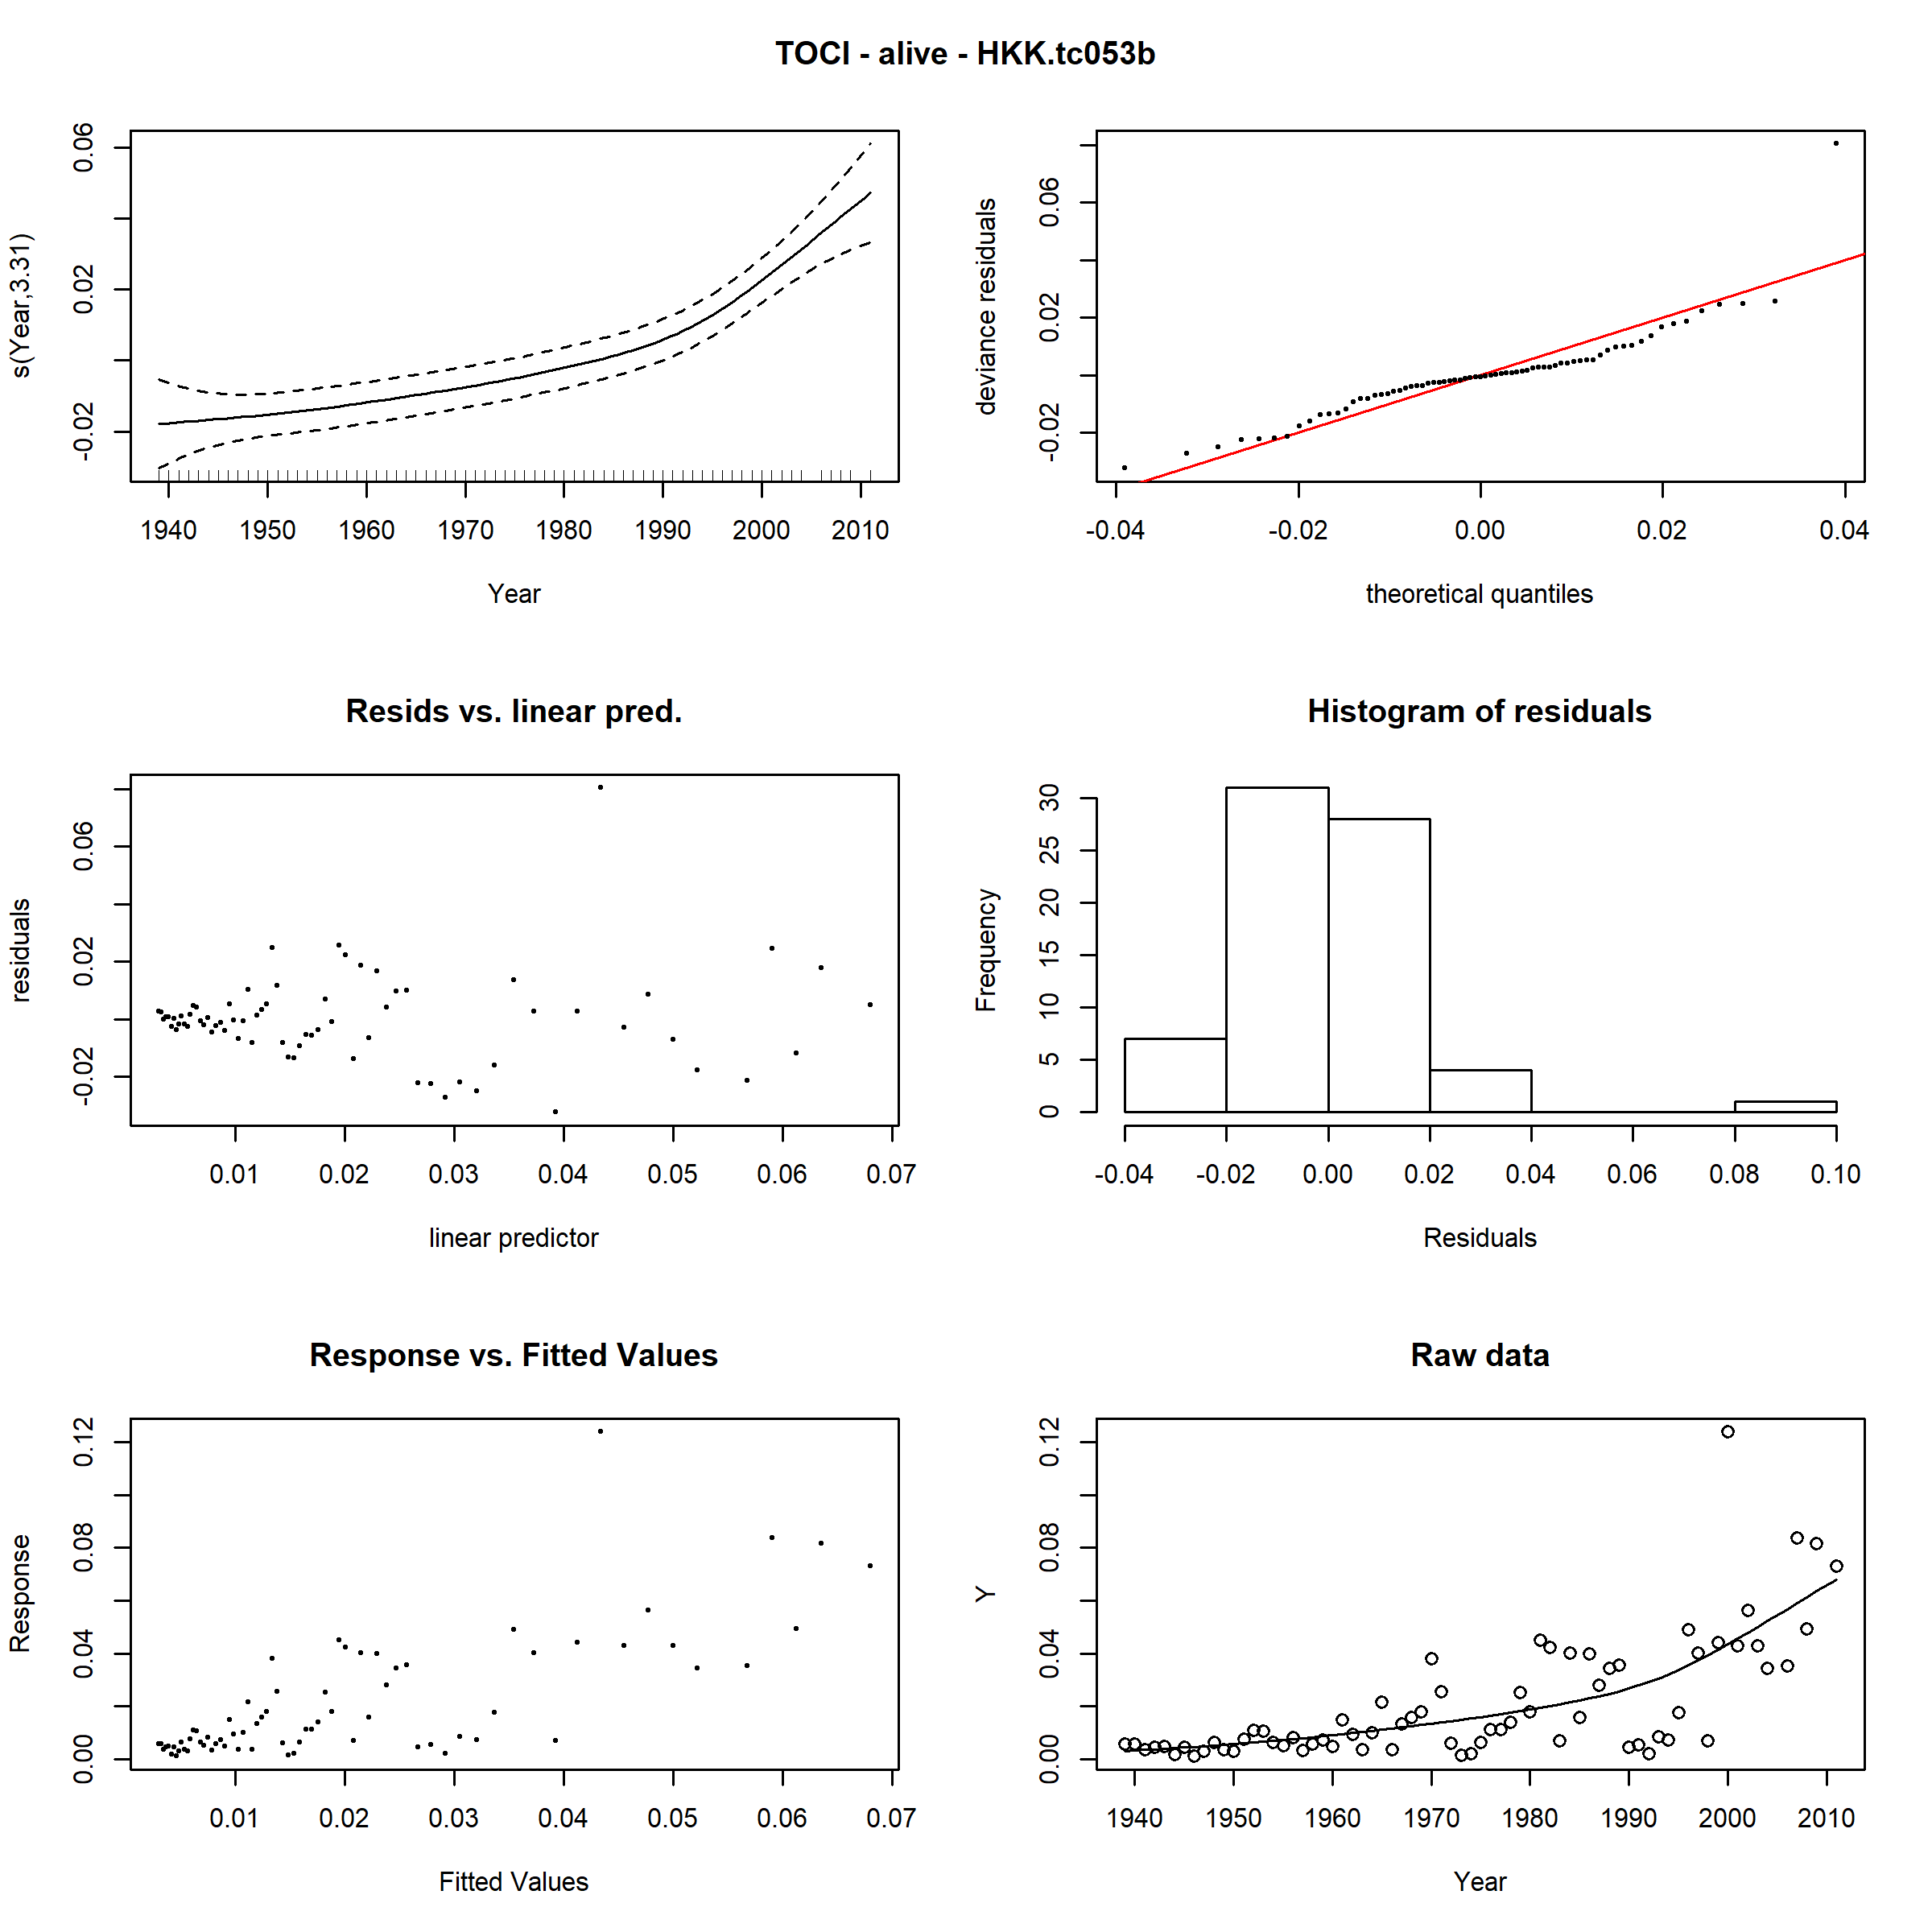 TOCI - alive - HKK.tc053b
s(Year,3.31)
-0.02 0.02 0.06
1940 1950 1960 1970 1980 1990 2000 2010
Year
deviance residuals
-0.02 0.02 0.06
-0.04 -0.02 0.00 0.02 0.04
theoretical quantiles
Resids vs. linear pred.
residuals
-0.02 0.02 0.06
0.01 0.02 0.03 0.04 0.05 0.06 0.07
linear predictor
Histogram of residuals
Frequency
0 5 10 15 20 25 30
-0.04 -0.02 0.00 0.02 0.04 0.06 0.08 0.10
Residuals
Response vs. Fitted Values
Response
0.00 0.04 0.08 0.12
0.01 0.02 0.03 0.04 0.05 0.06 0.07
Fitted Values
Raw data
Y
0.00 0.04 0.08 0.12
1940 1950 1960 1970 1980 1990 2000 2010
Year